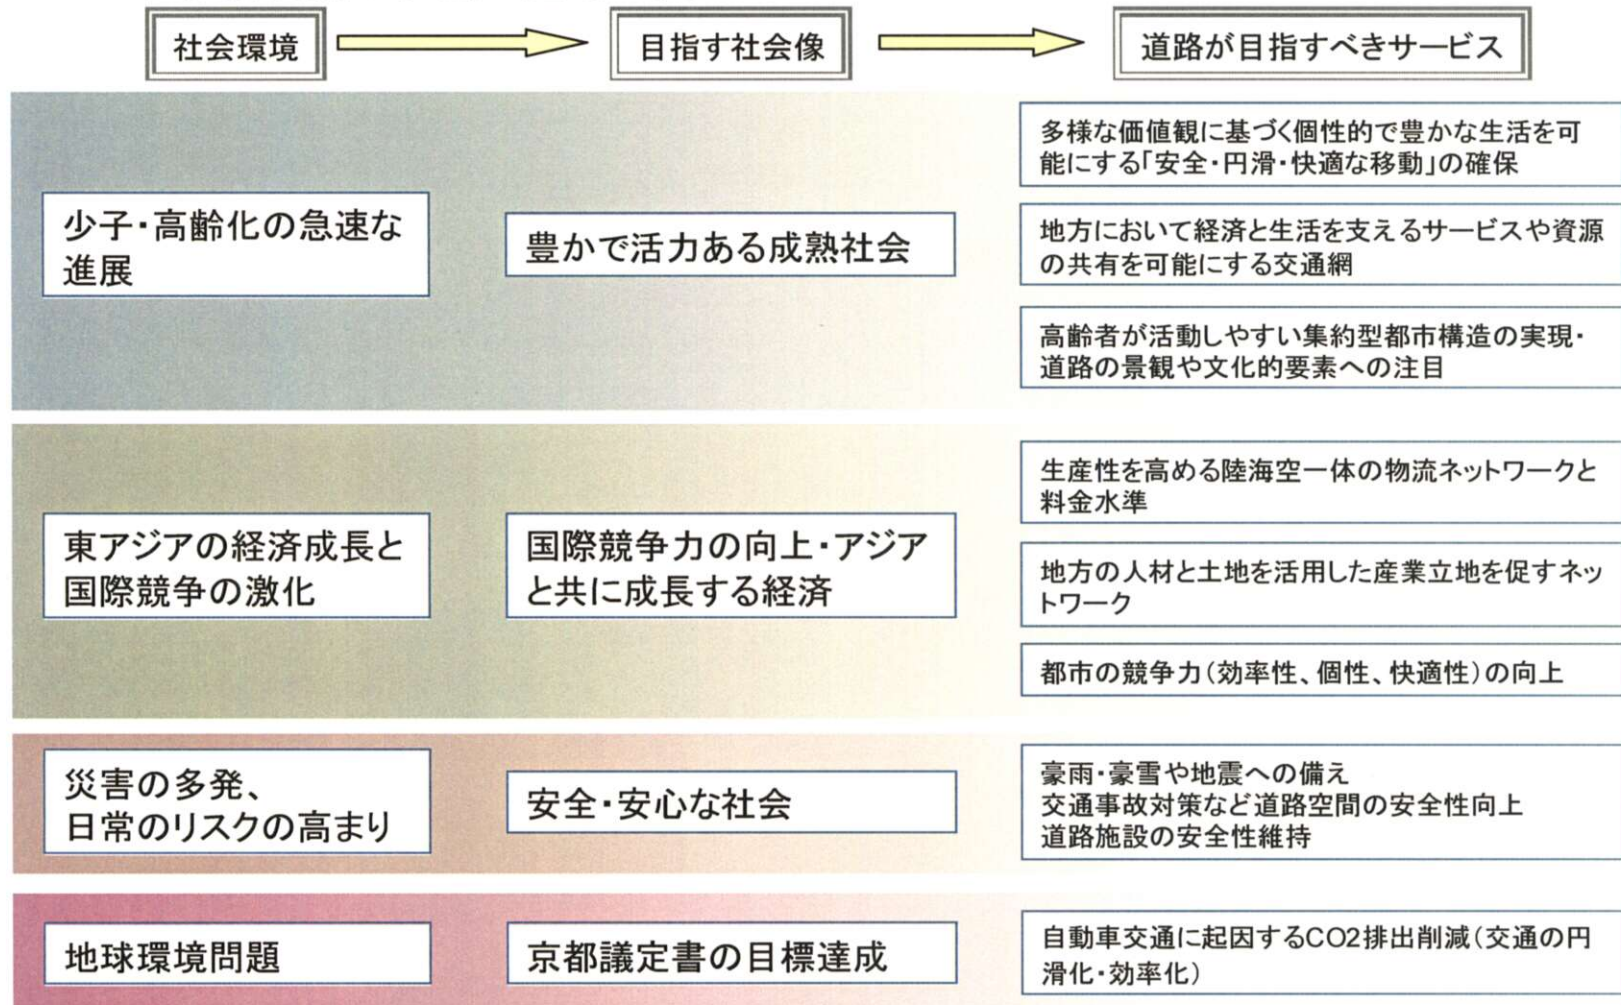 社会環境
目指す社会像
道路が目指すべきサービス
少子・高齢化の急速な
進展
豊かで活力ある成熟社会
多様な価値観に基づく個性的で豊かな生活を可
能にする「安全・円滑・快適な移動」の確保
地方において経済と生活を支えるサービスや資源
の共有を可能にする交通網
高齢者が活動しやすい集約型都市構造の実現・
道路の景観や文化的要素への注目
東アジアの経済成長と
国際競争の激化
国際競争力の向上・アジア
と共に成長する経済
生産性を高める陸海空一体の物流ネットワークと
料金水準
地方の人材と土地を活用した産業立地を促すネッ
トワーク
都市の競争力(効率性、個性、快適性)の向上
災害の多発、
日常のリスクの高まり
安全・安心な社会
豪雨・豪雪や地震への備え
交通事故対策など道路空間の安全性向上
道路施設の安全性維持
地球環境問題
京都議定書の目標達成
自動車交通に起因するCO2排出削減(交通の円
滑化・効率化)